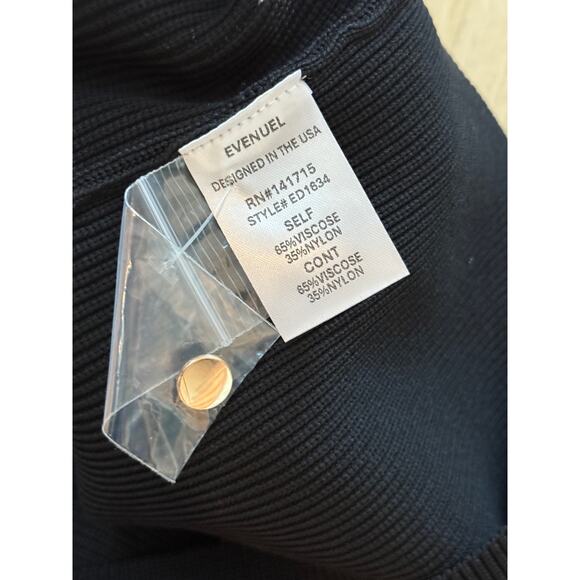 EVENUEL
DESIGNED IN THE USA
RN#141715
STYLE# ED1634
SELF
65%VISCOSE
35%NYLON
CONT
65%VISCOSE
35%NYLON